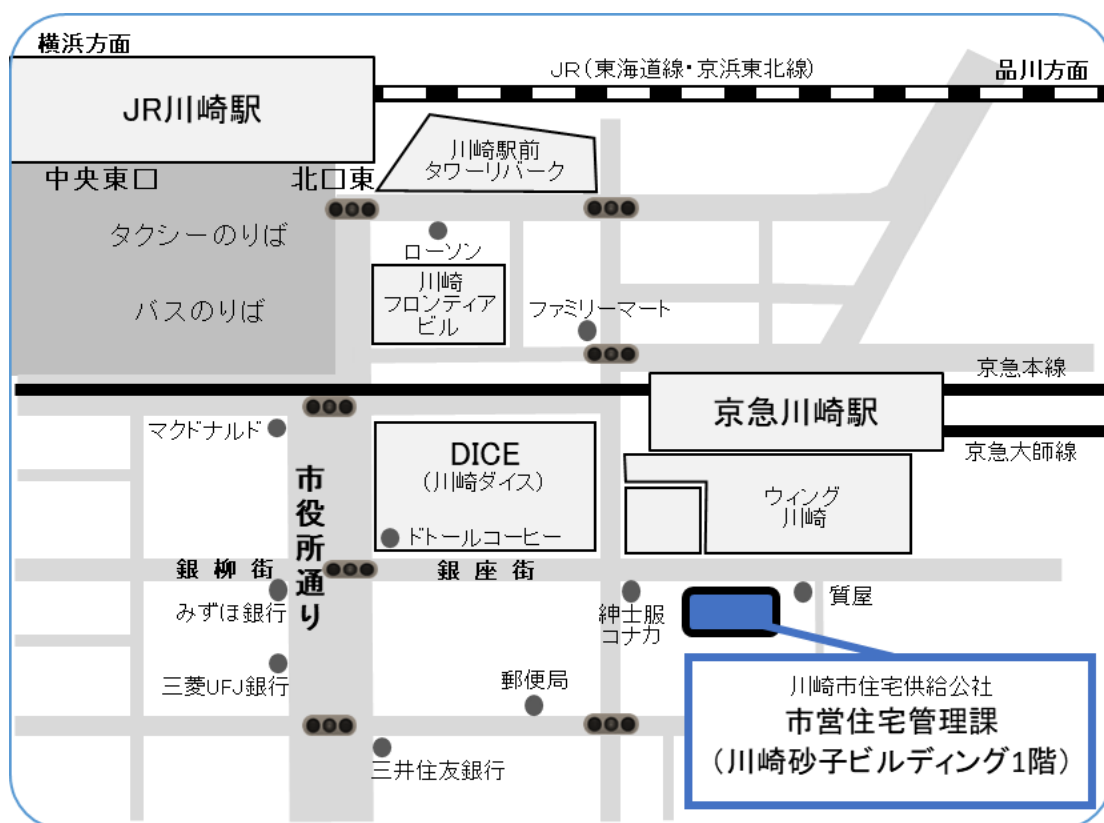 横浜方面
JR(東海道線・京浜東北線)
品川方面
JR川崎駅
中央東口
北口東
川崎駅前
タワーリパーク
タクシーのりば
ローソン
川崎
フロンティア
ビル
バスのりば
ファミリーマート
京急本線
京急川崎駅
京急大師線
マクドナルド
DICE
(川崎ダイス)
市役所通り
ウィング
川崎
ドトールコーヒー
銀柳街
銀座街
みずほ銀行
紳士服
コナカ
質屋
三菱UFJ銀行
郵便局
三井住友銀行
川崎市住宅供給公社
市営住宅管理課
(川崎砂子ビルディング1階)